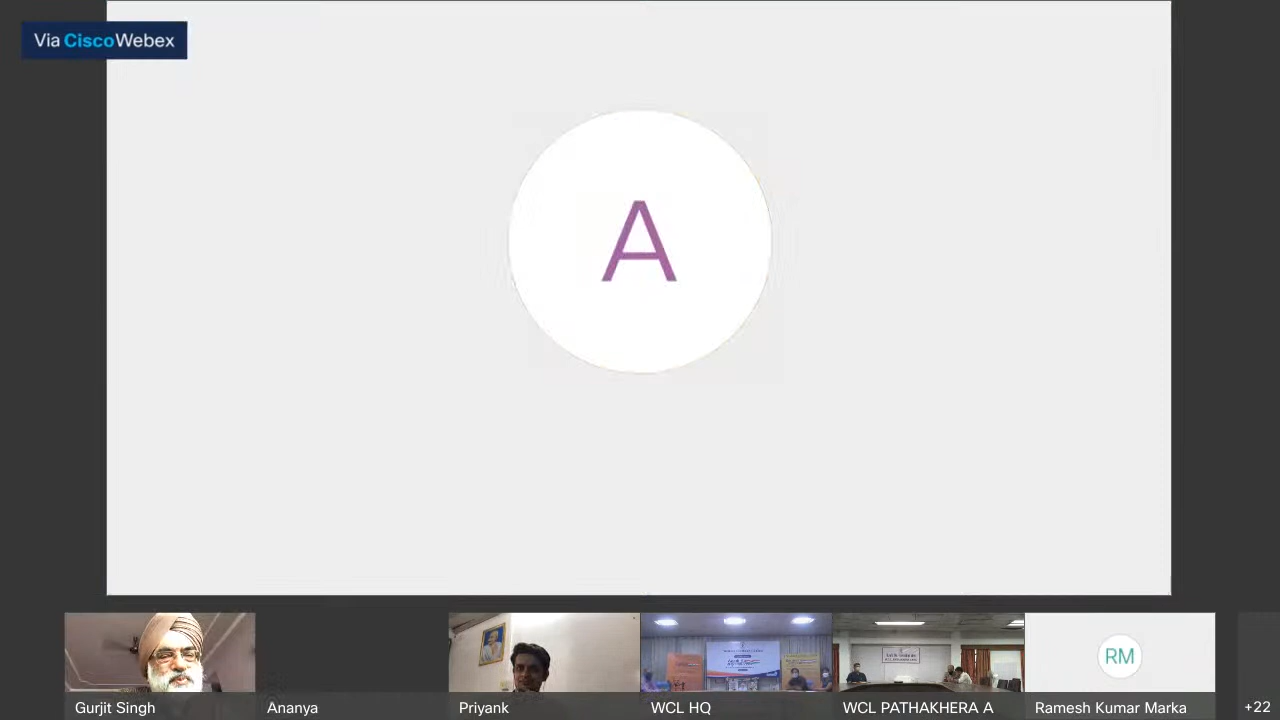 Via CiscoWebex
A
RM
Gurjit Singh
Ananya
Priyank
WCL HQ
WCL PATHAKHERA A
Ramesh Kumar Marka
+22